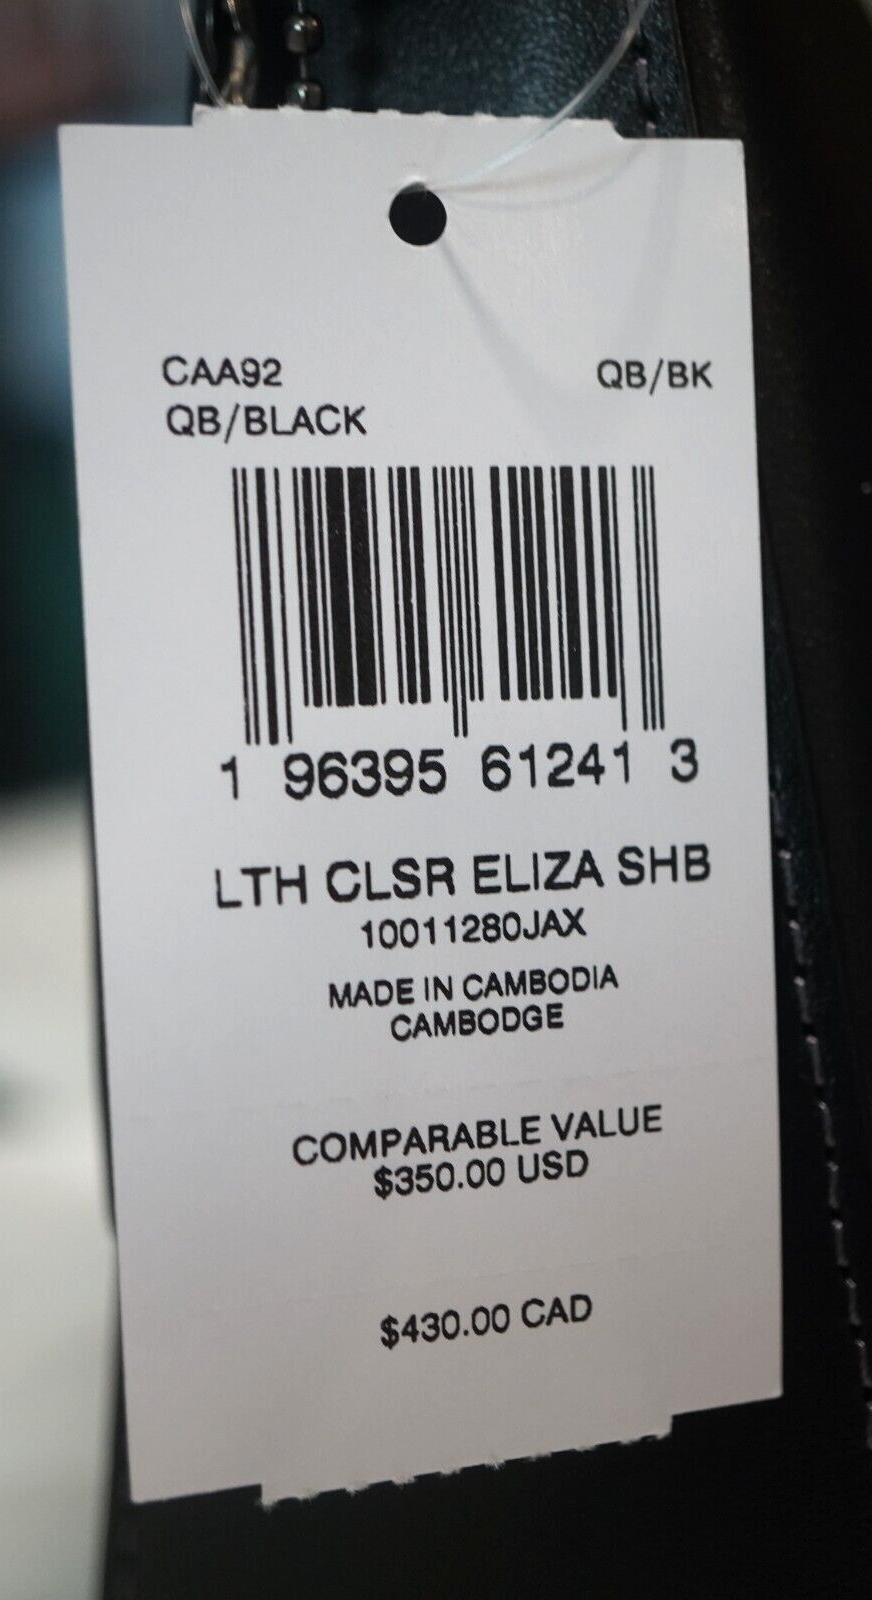 CAA92 QB/BK
QB/BLACK
1 96395 61241 3
LTH CLSR ELIZA SHB
10011280JAX
MADE IN CAMBODIA
CAMBODGE
COMPARABLE VALUE
$350.00 USD
$430.00 CAD